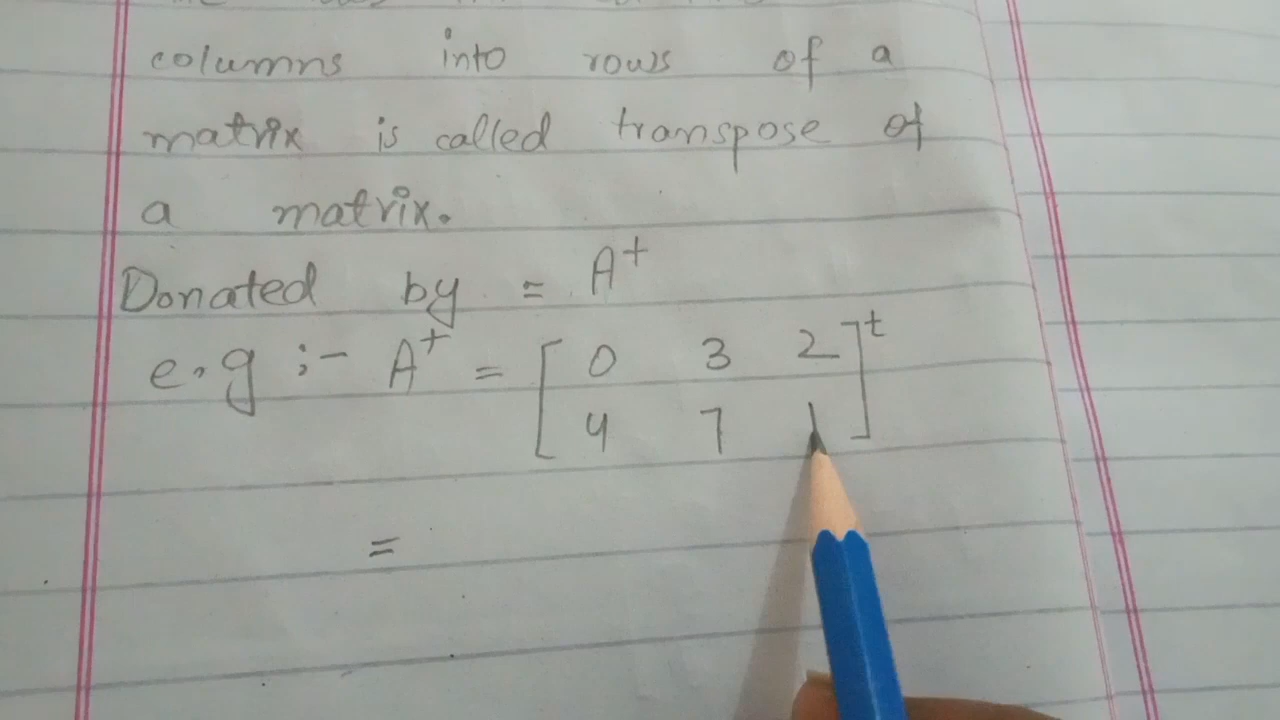 columns into rows of a
matrix is called transpose of
a matrix.
Donated by = A^t
e.g :- A^t = [0 3 2]^t
[4 7 1]
=